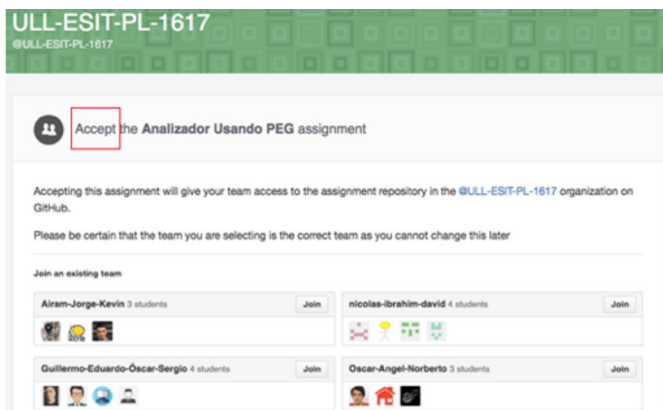 ULL-ESIT-PL-1617
@ULL-ESIT-PL-1617
Accept the Analizador Usando PEG assignment
Accepting this assignment will give your team access to the assignment repository in the @ULL-ESIT-PL-1617 organization on
GitHub.
Please be certain that the team you are selecting is the correct team as you cannot change this later
Join an existing team
Airam-Jorge-Kevin 3 students Join
nicolas-ibrahim-david 4 students Join
Guillermo-Eduardo-Óscar-Sergio 4 students Join
Oscar-Angel-Norberto 3 students Join